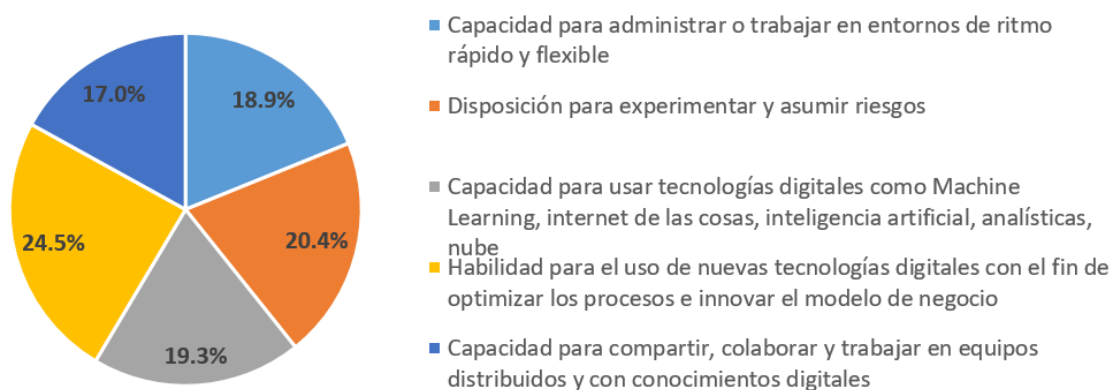 17.0%
18.9%
24.5%
20.4%
19.3%
Capacidad para administrar o trabajar en entornos de ritmo
rápido y flexible
Disposición para experimentar y asumir riesgos
Capacidad para usar tecnologías digitales como Machine
Learning, internet de las cosas, inteligencia artificial, analísticas,
nube
Habilidad para el uso de nuevas tecnologías digitales con el fin de
optimizar los procesos e innovar el modelo de negocio
Capacidad para compartir, colaborar y trabajar en equipos
distribuidos y con conocimientos digitales